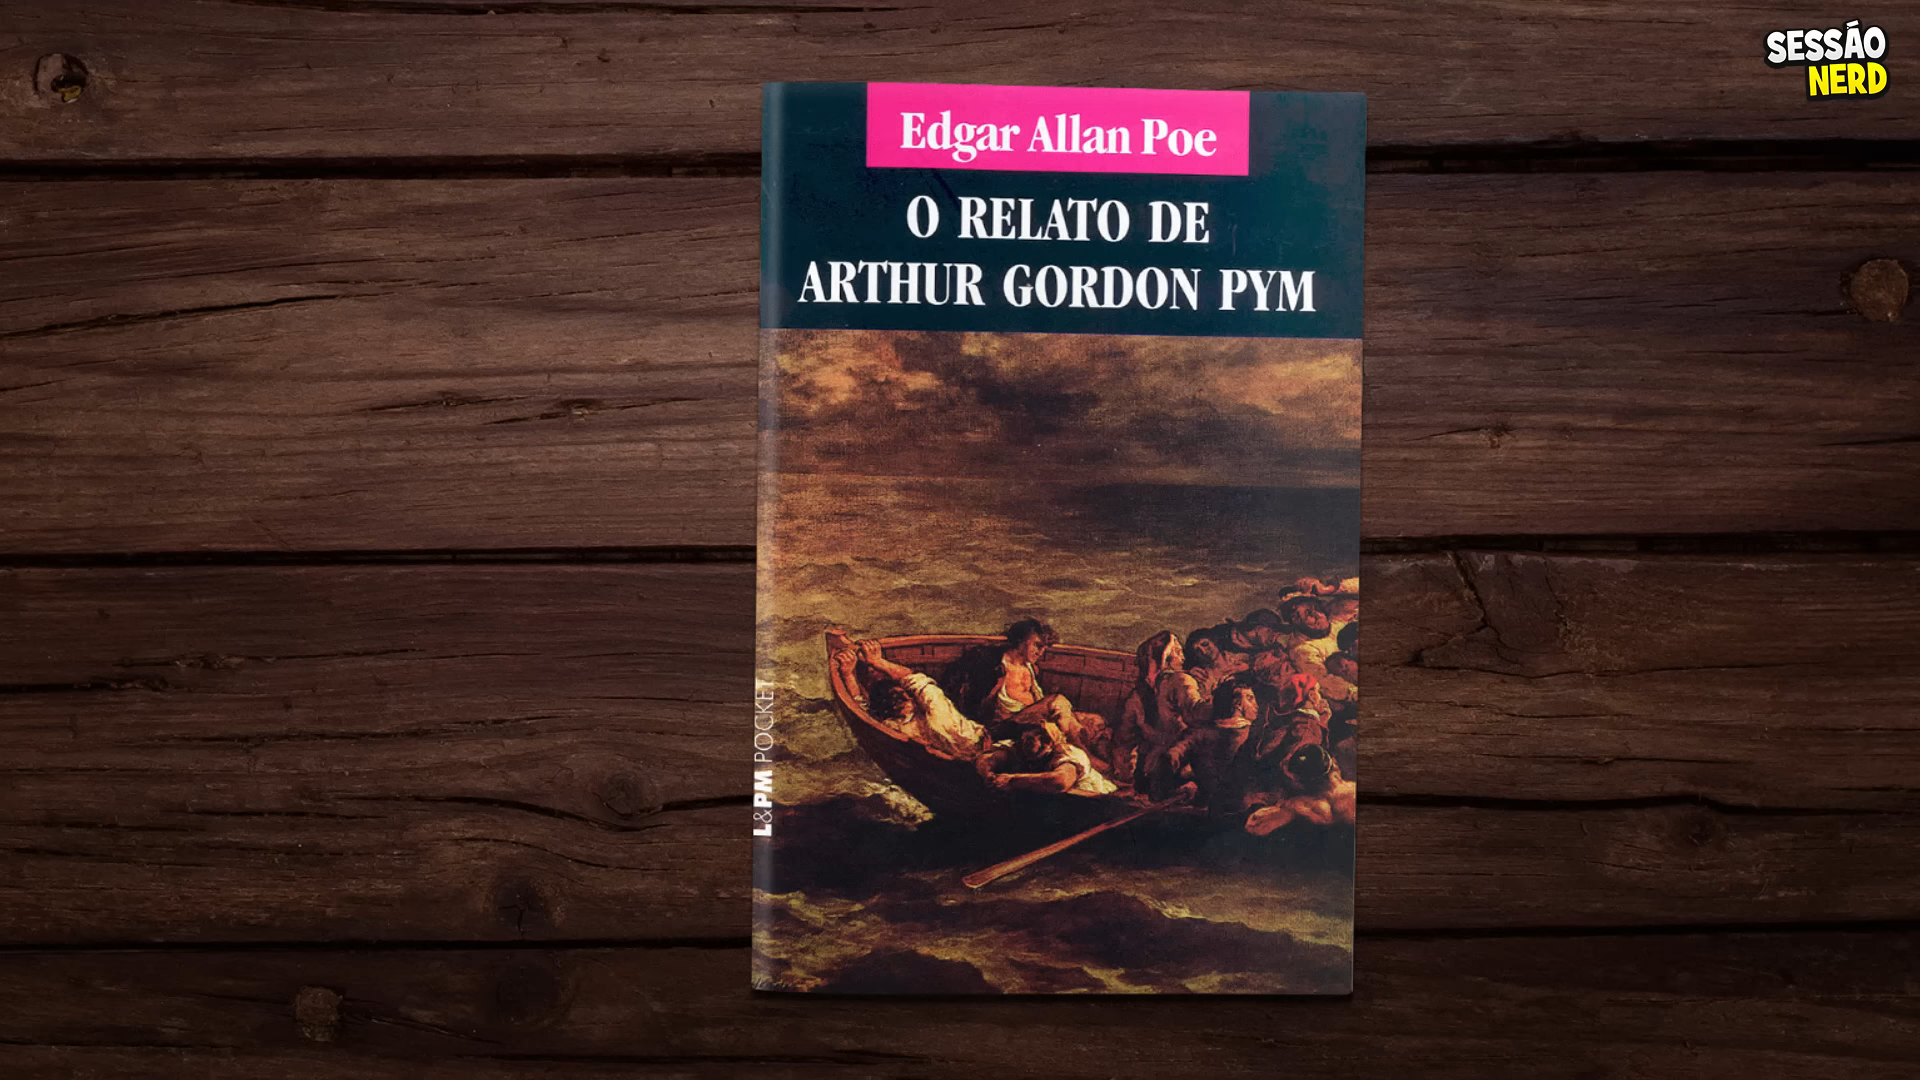 SESSÃO
NERD
Edgar Allan Poe
O RELATO DE
ARTHUR GORDON PYM
L&PM POCKET